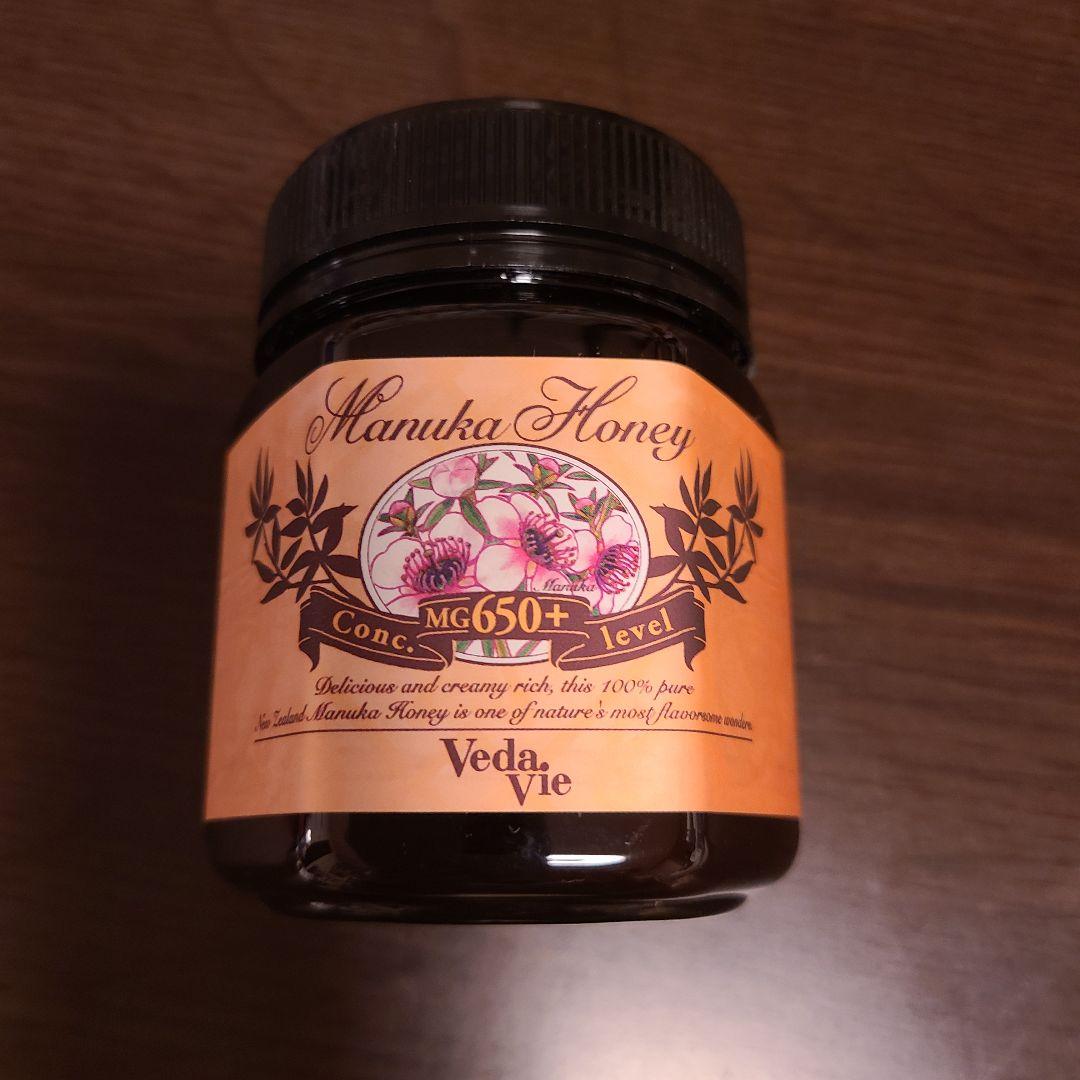 Manuka Honey
Manuka
Conc. MG650+ level
Delicious and creamy rich, this 100% pure
New Zealand Manuka Honey is one of nature's most flavorsome wonders.
Veda.
Vie